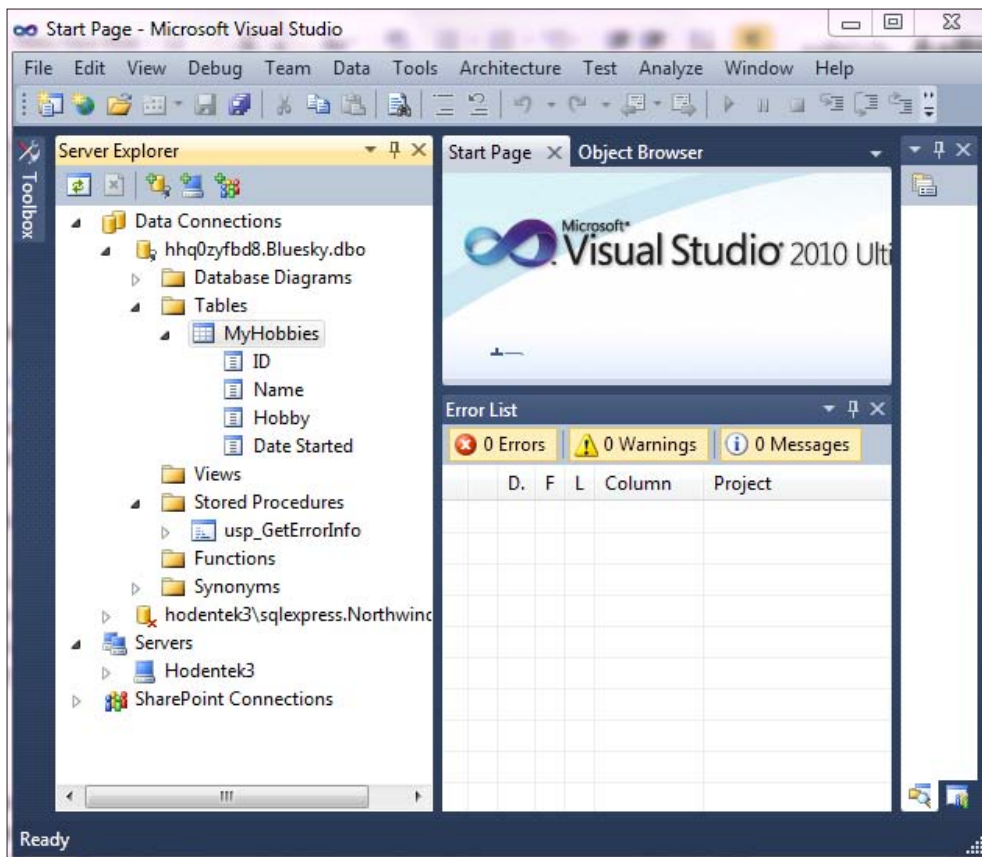 Start Page - Microsoft Visual Studio
File Edit View Debug Team Data Tools Architecture Test Analyze Window Help
Toolbox
Server Explorer
Data Connections
hhq0zyfbd8.Bluesky.dbo
Database Diagrams
Tables
MyHobbies
ID
Name
Hobby
Date Started
Views
Stored Procedures
usp_GetErrorInfo
Functions
Synonyms
hodentek3\sqlexpress.Northwind
Servers
Hodentek3
SharePoint Connections
Start Page Object Browser
Microsoft
Visual Studio 2010 Ulti
Error List
0 Errors 0 Warnings 0 Messages
D. F L Column Project
Ready